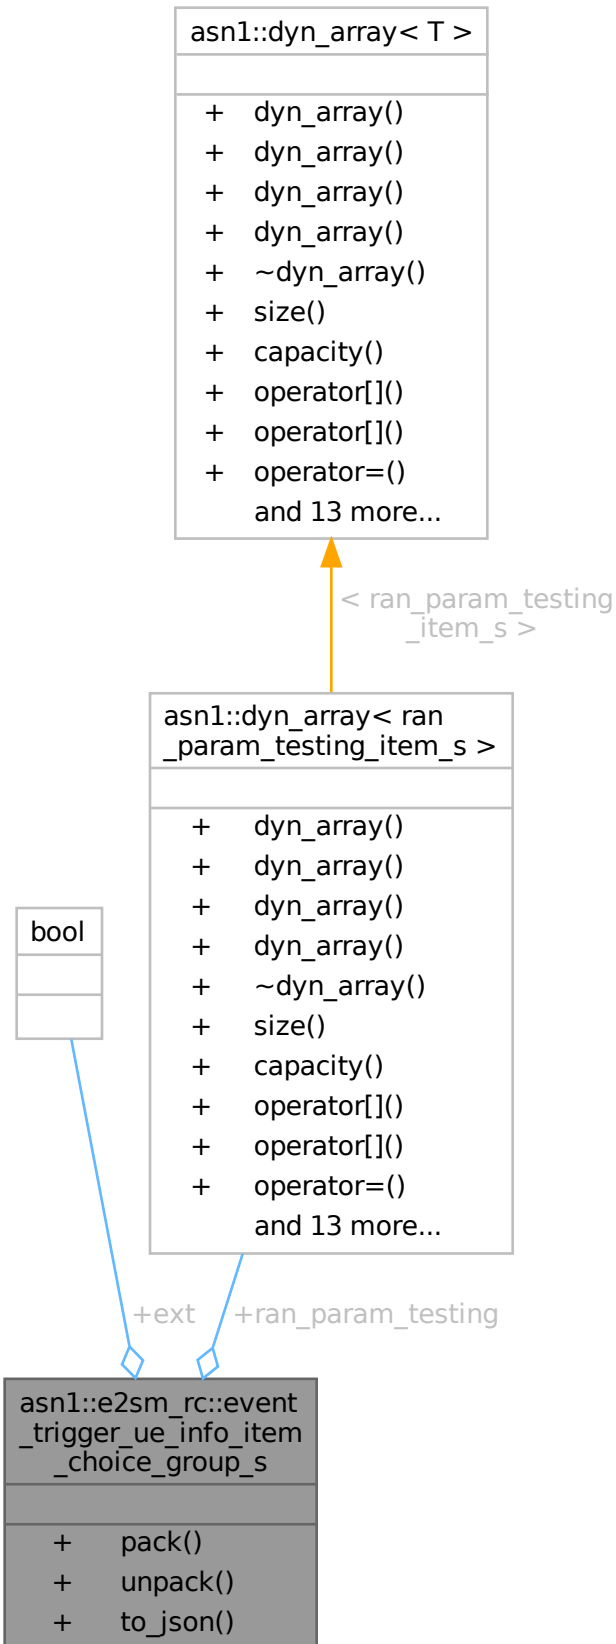 asn1::dyn_array< T >
+ dyn_array()
+ dyn_array()
+ dyn_array()
+ dyn_array()
+ ~dyn_array()
+ size()
+ capacity()
+ operator[]()
+ operator[]()
+ operator=()
and 13 more...
< ran_param_testing
_item_s >
asn1::dyn_array< ran
_param_testing_item_s >
+ dyn_array()
+ dyn_array()
+ dyn_array()
+ dyn_array()
+ ~dyn_array()
+ size()
+ capacity()
+ operator[]()
+ operator[]()
+ operator=()
and 13 more...
bool
+ext
+ran_param_testing
asn1::e2sm_rc::event
_trigger_ue_info_item
_choice_group_s
+ pack()
+ unpack()
+ to_json()